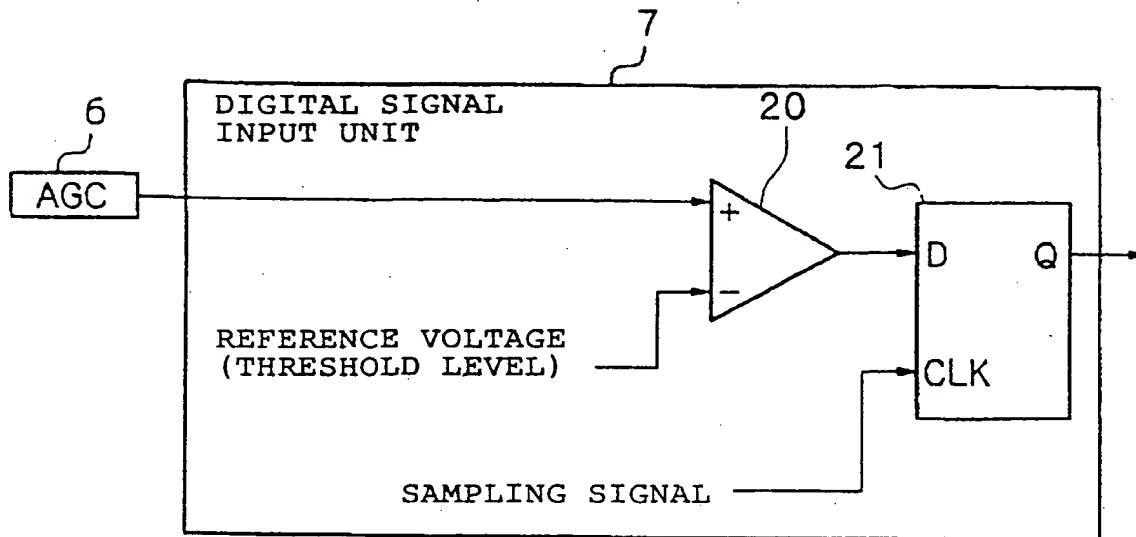 7
6
DIGITAL SIGNAL
INPUT UNIT
20
21
AGC
+
D Q
−
REFERENCE VOLTAGE
(THRESHOLD LEVEL)
CLK
SAMPLING SIGNAL